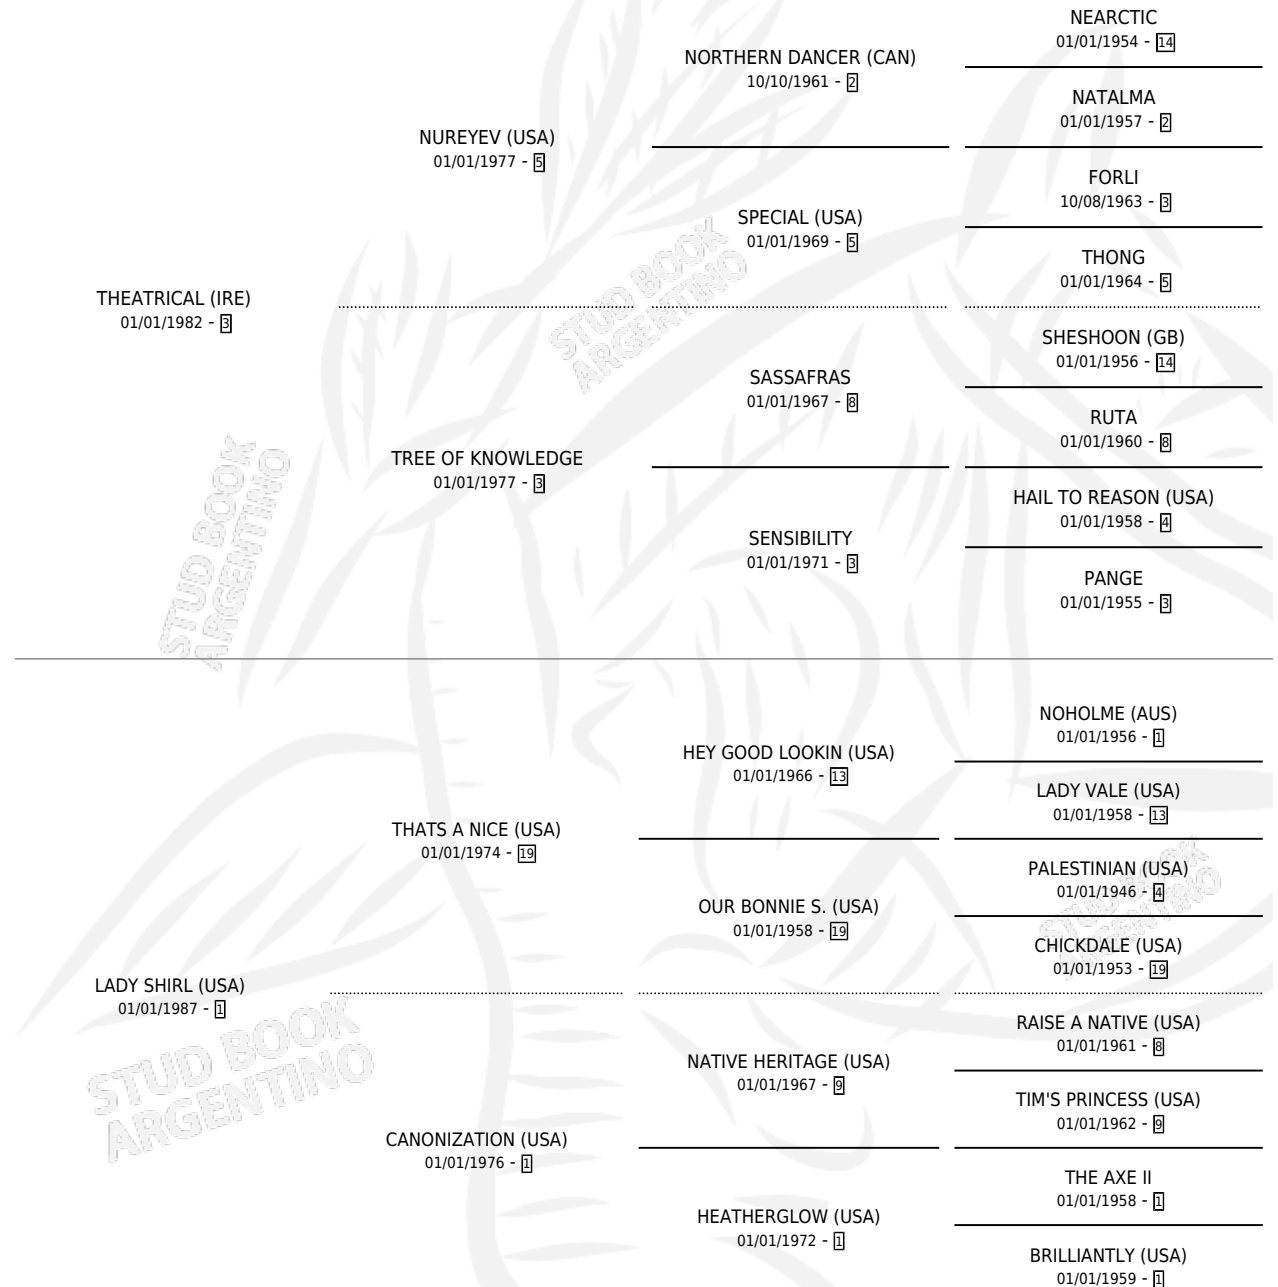 NEARCTIC
01/01/1954 - 14
NORTHERN DANCER (CAN)
10/10/1961 - 2
NATALMA
01/01/1957 - 2
NUREYEV (USA)
01/01/1977 - 5
FORLI
10/08/1963 - 3
SPECIAL (USA)
01/01/1969 - 5
THONG
01/01/1964 - 5
THEATRICAL (IRE)
01/01/1982 - 3
SHESHOON (GB)
01/01/1956 - 14
SASSAFRAS
01/01/1967 - 8
RUTA
01/01/1960 - 8
TREE OF KNOWLEDGE
01/01/1977 - 3
HAIL TO REASON (USA)
01/01/1958 - 4
SENSIBILITY
01/01/1971 - 3
PANGE
01/01/1955 - 3
STUD BOOK
ARGENTINO
STUD BOOK
ARGENTINO
NOHOLME (AUS)
01/01/1956 - 1
HEY GOOD LOOKIN (USA)
01/01/1966 - 13
LADY VALE (USA)
01/01/1958 - 13
THATS A NICE (USA)
01/01/1974 - 19
PALESTINIAN (USA)
01/01/1946 - 4
OUR BONNIE S. (USA)
01/01/1958 - 19
CHICKDALE (USA)
01/01/1953 - 19
STUD BOOK
ARGENTINO
LADY SHIRL (USA)
01/01/1987 - 1
RAISE A NATIVE (USA)
01/01/1961 - 8
NATIVE HERITAGE (USA)
01/01/1967 - 9
TIM'S PRINCESS (USA)
01/01/1962 - 9
CANONIZATION (USA)
01/01/1976 - 1
THE AXE II
01/01/1958 - 1
HEATHERGLOW (USA)
01/01/1972 - 1
BRILLIANTLY (USA)
01/01/1959 - 1
STUD BOOK
ARGENTINO